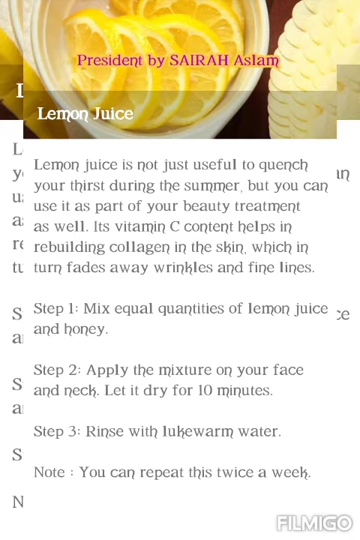 President by SAIRAH Aslam
Lemon Juice
Lemon juice is not just useful to quench
your thirst during the summer, but you can
use it as part of your beauty treatment
as well. Its vitamin C content helps in
rebuilding collagen in the skin, which in
turn fades away wrinkles and fine lines.
Step 1: Mix equal quantities of lemon juice
and honey.
Step 2: Apply the mixture on your face
and neck. Let it dry for 10 minutes.
Step 3: Rinse with lukewarm water.
Note : You can repeat this twice a week.
FILMIGO